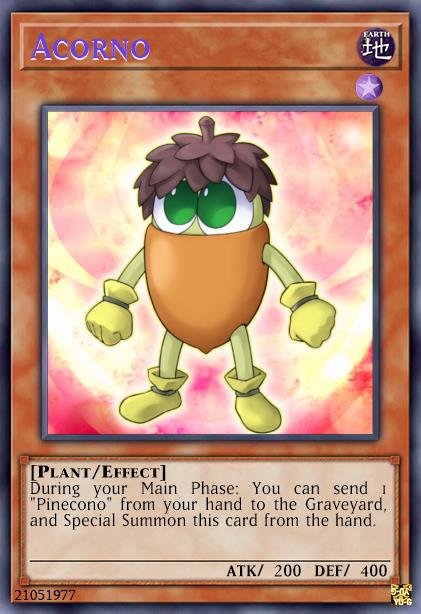 Acorno
EARTH
地
[Plant/Effect]
During your Main Phase: You can send 1
"Pinecono" from your hand to the Graveyard,
and Special Summon this card from the hand.
ATK/ 200 DEF/ 400
21051977